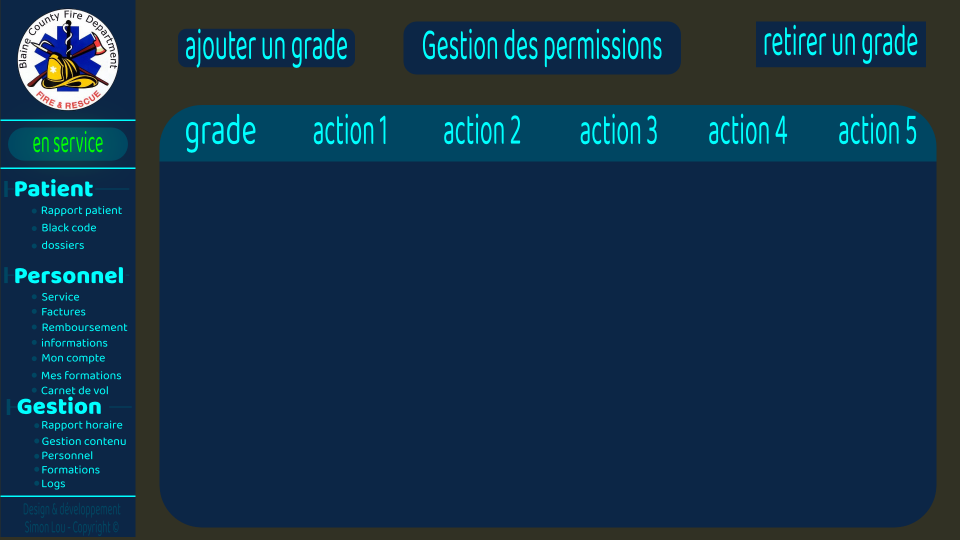 Blaine County Fire Department
FIRE & RESCUE
en service
Patient
Rapport patient
Black code
dossiers
Personnel
Service
Factures
Remboursement
informations
Mon compte
Mes formations
Carnet de vol
Gestion
Rapport horaire
Gestion contenu
Personnel
Formations
Logs
Design & développement
Simon Lou - Copyright ©
ajouter un grade
Gestion des permissions
retirer un grade
grade action 1 action 2 action 3 action 4 action 5